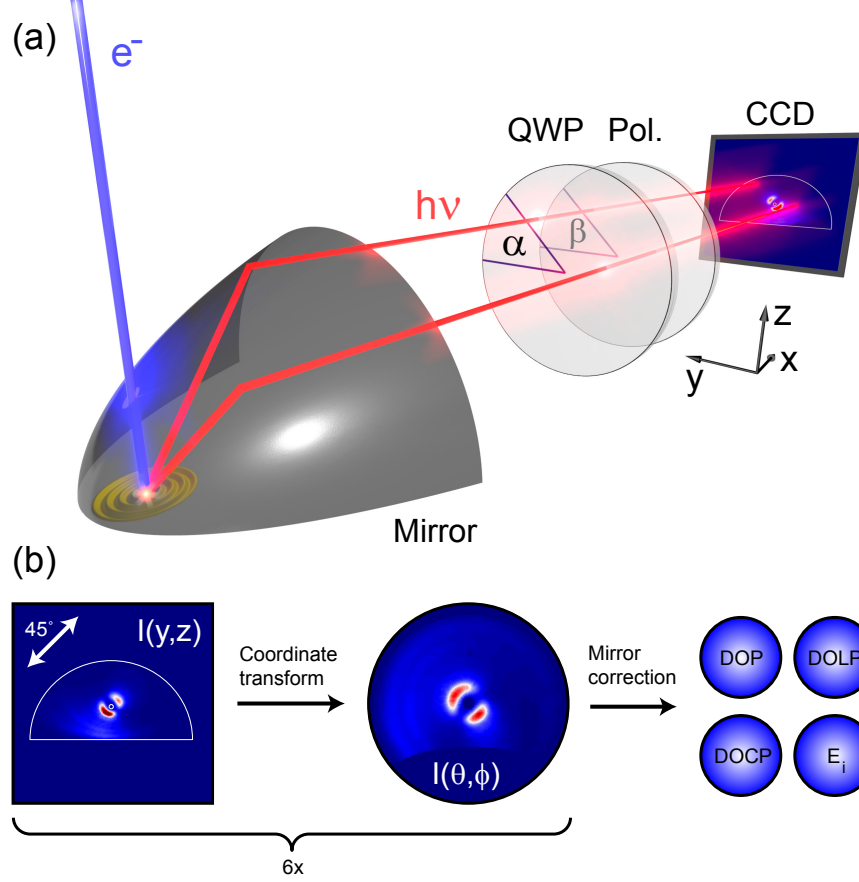 (a)
e⁻
QWP
Pol.
CCD
hν
α
β
z
y
x
Mirror
(b)
45°
I(y,z)
Coordinate
transform
I(θ,ϕ)
Mirror
correction
DOP
DOLP
DOCP
Eᵢ
6x